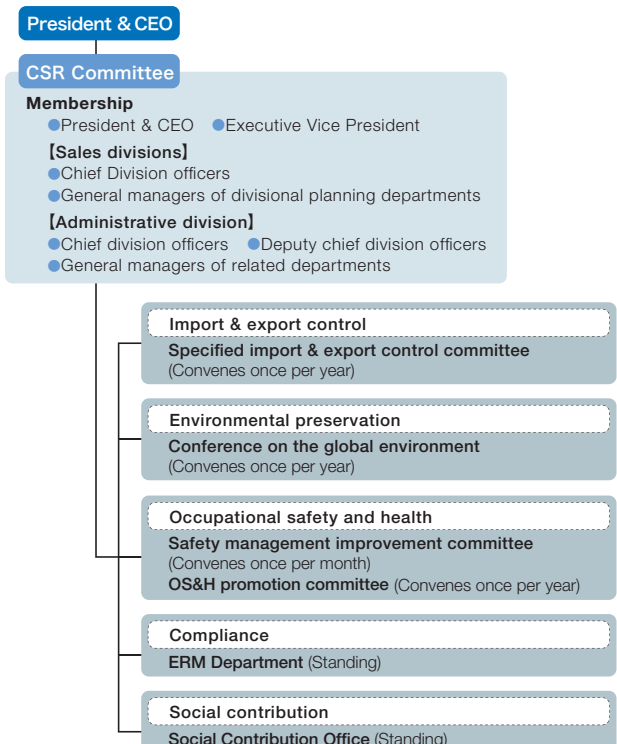 President & CEO
CSR Committee
Membership
●President & CEO ●Executive Vice President
【Sales divisions】
●Chief Division officers
●General managers of divisional planning departments
【Administrative division】
●Chief division officers ●Deputy chief division officers
●General managers of related departments
Import & export control
Specified import & export control committee
(Convenes once per year)
Environmental preservation
Conference on the global environment
(Convenes once per year)
Occupational safety and health
Safety management improvement committee
(Convenes once per month)
OS&H promotion committee (Convenes once per year)
Compliance
ERM Department (Standing)
Social contribution
Social Contribution Office (Standing)